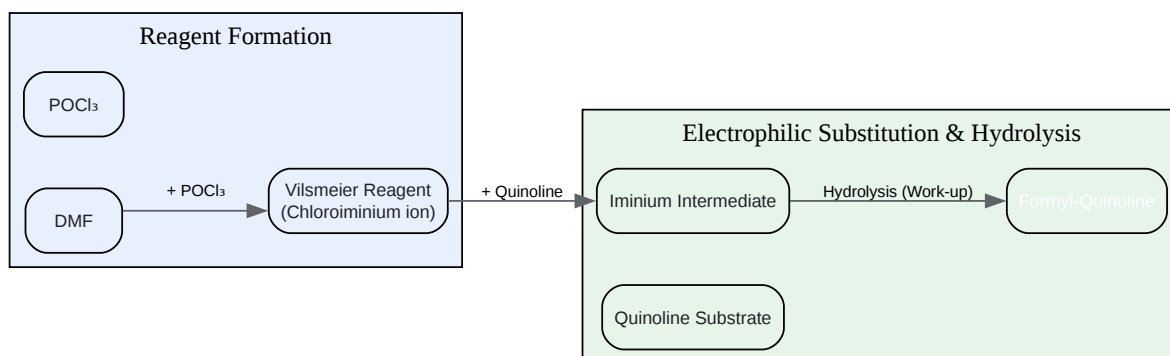 Reagent Formation
POCl₃
DMF
+ POCl₃
Vilsmeier Reagent
(Chloroiminium ion)
+ Quinoline
Electrophilic Substitution & Hydrolysis
Iminium Intermediate
Hydrolysis (Work-up)
Formyl-Quinoline
Quinoline Substrate